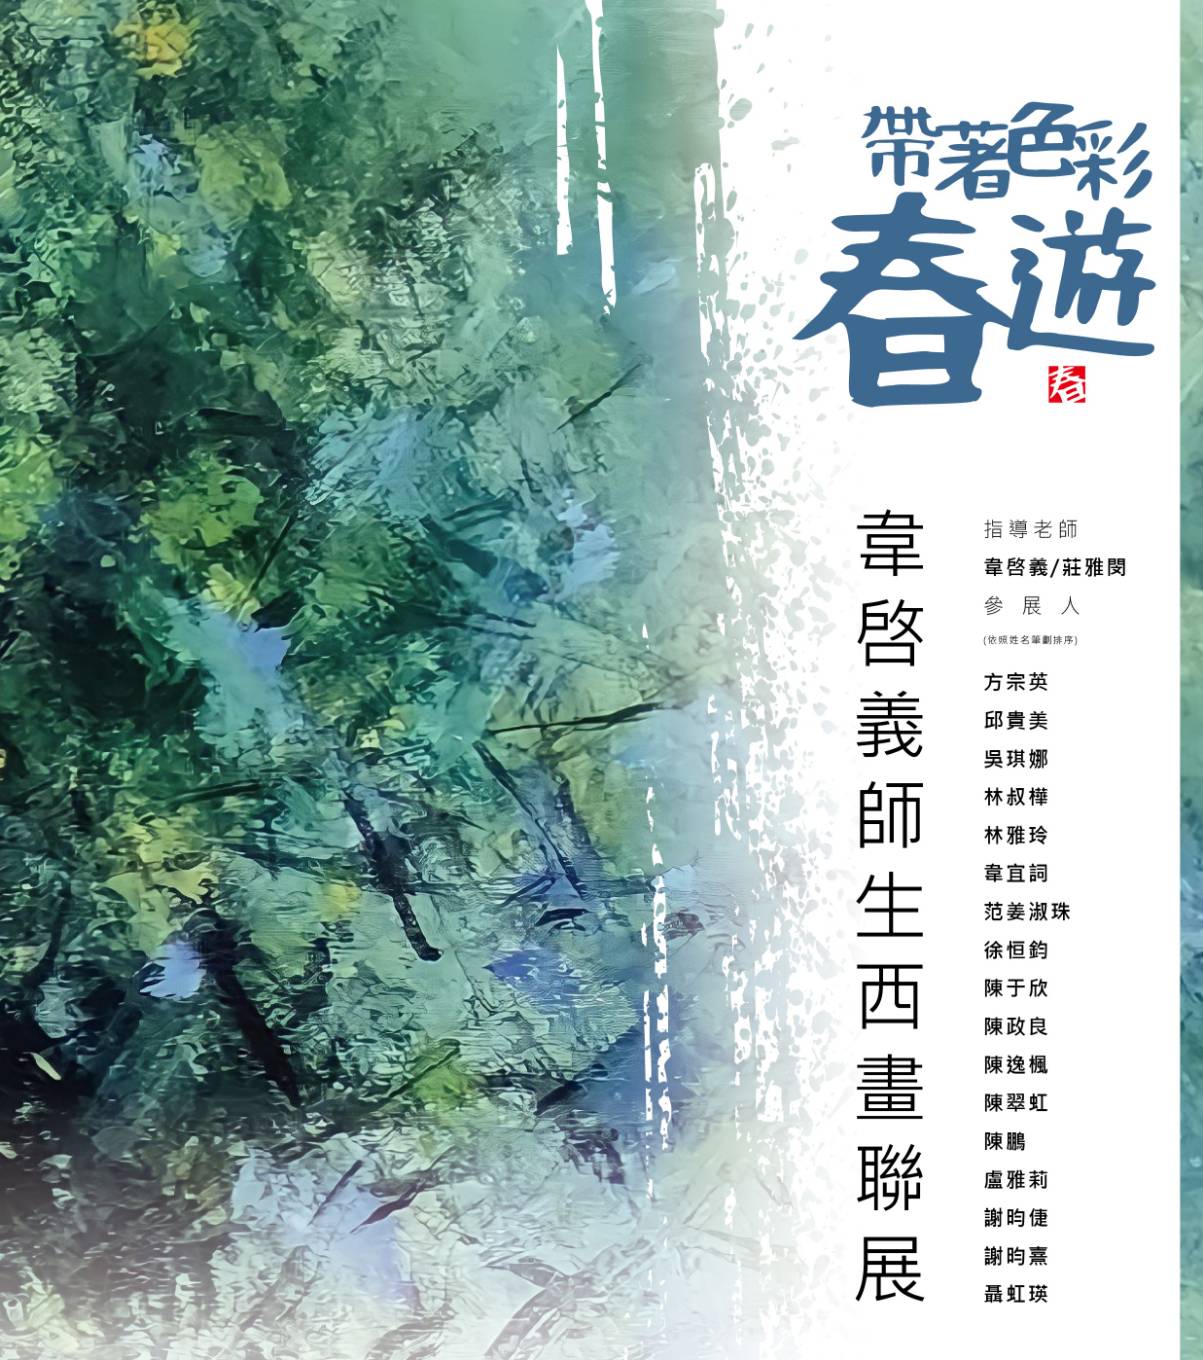 帶著色彩
春遊
春
韋啓義師生西畫聯展
指導老師
韋啓義/莊雅閔
參展人
(依照姓名筆劃排序)
方宗英
邱貴美
吳琪娜
林叔樺
林雅玲
韋宜詞
范姜淑珠
徐恒鈞
陳于欣
陳政良
陳逸楓
陳翠虹
陳鵬
盧雅莉
謝昀倢
謝昀熹
聶虹瑛